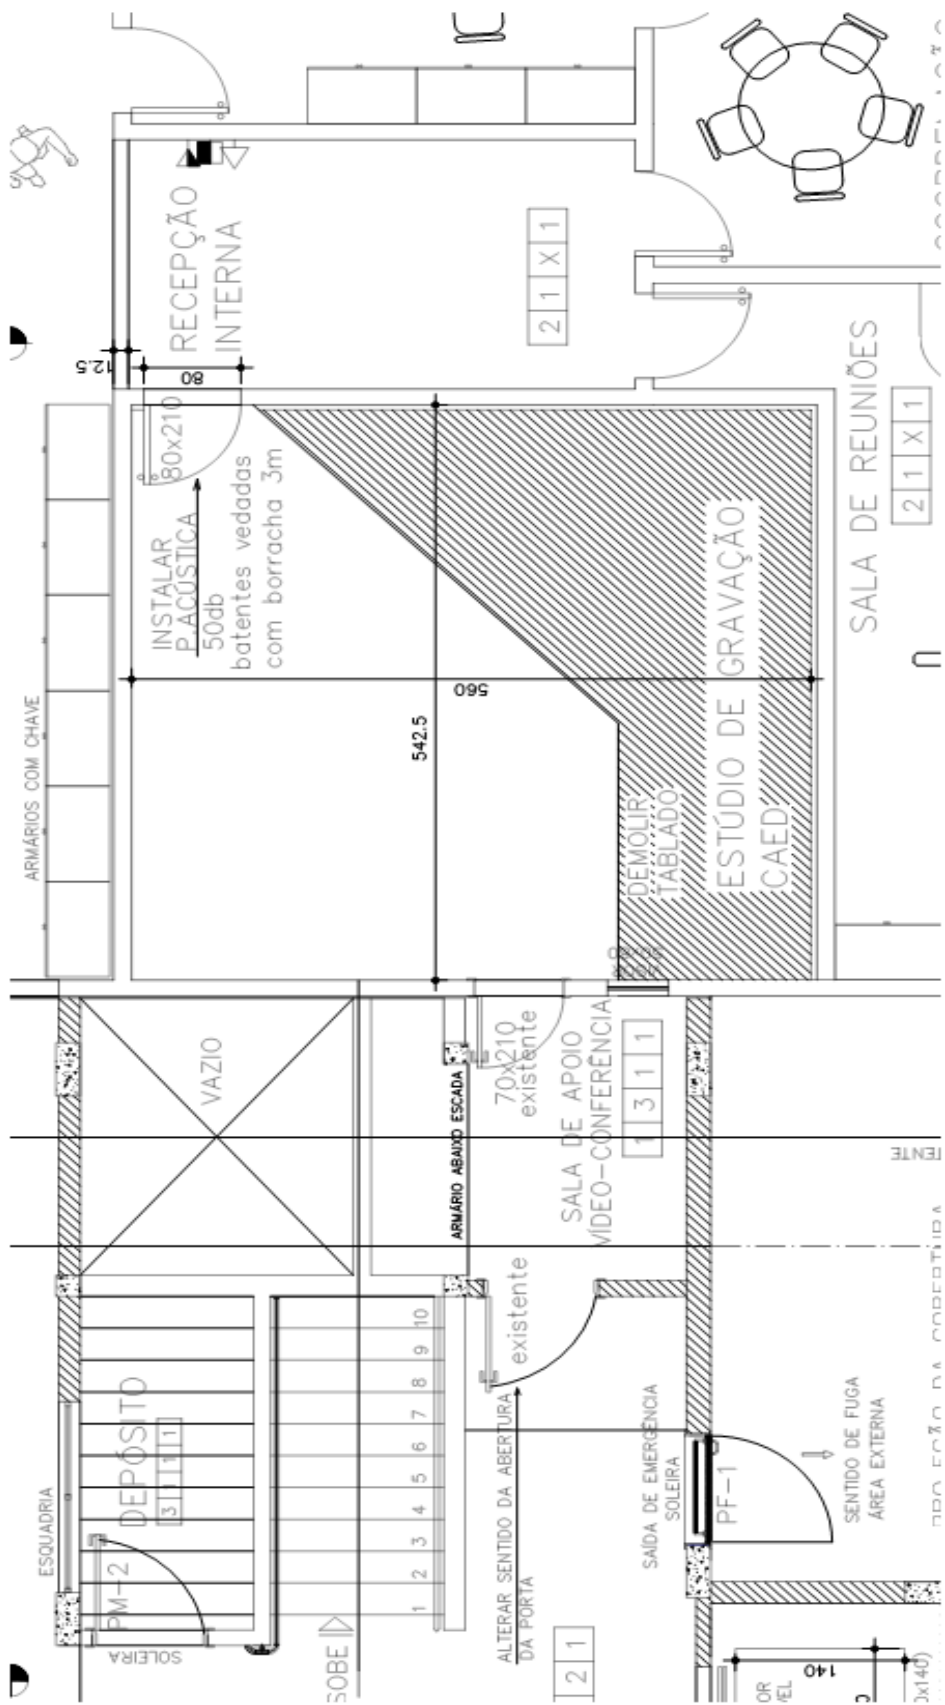 RECEPÇÃO
INTERNA
2 1 X 1
12.5
80
80x210
INSTALAR
P.ACÚSTICA
50db
batentes vedadas
com borracha 3m
ARMÁRIOS COM CHAVE
560
542.5
SALA DE REUNIÕES
2 1 X 1
ESTÚDIO DE GRAVAÇÃO
CAED
DEMOLIR
TABLADO
VAZIO
ARMÁRIO ABAIXO ESCADA
70x210
existente
SALA DE APOIO
VÍDEO-CONFERÊNCIA
1 3 1 1
existente
ESQUADRIA
DEPÓSITO
3 1 1 1
PM-2
SOLEIRA
1 2 3 4 5 6 7 8 9 10
SOBE
ALTERAR SENTIDO DA ABERTURA
DA PORTA
2 1
SAÍDA DE EMERGÊNCIA
SOLEIRA
PF-1
SENTIDO DE FUGA
ÁREA EXTERNA
140